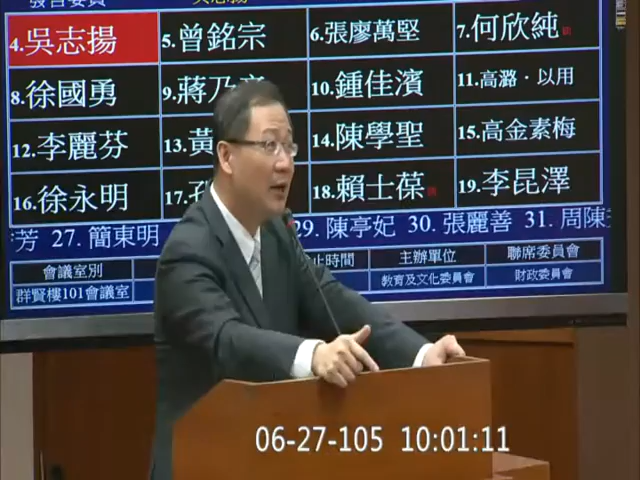 4.吳志揚 5.曾銘宗 6.張廖萬堅 7.何欣純
8.徐國勇 9.蔣乃 10.鍾佳濱 11.高潞·以用
12.李麗芬 13.黃 14.陳學聖 15.高金素梅
16.徐永明 17. 18.賴士葆 19.李昆澤
芳 27. 簡東明 29. 陳亭妃 30. 張麗善 31. 周陳
會議室別 止時間 主辦單位 聯席委員會
群賢樓101會議室 教育及文化委員會 財政委員會
06-27-105 10:01:11